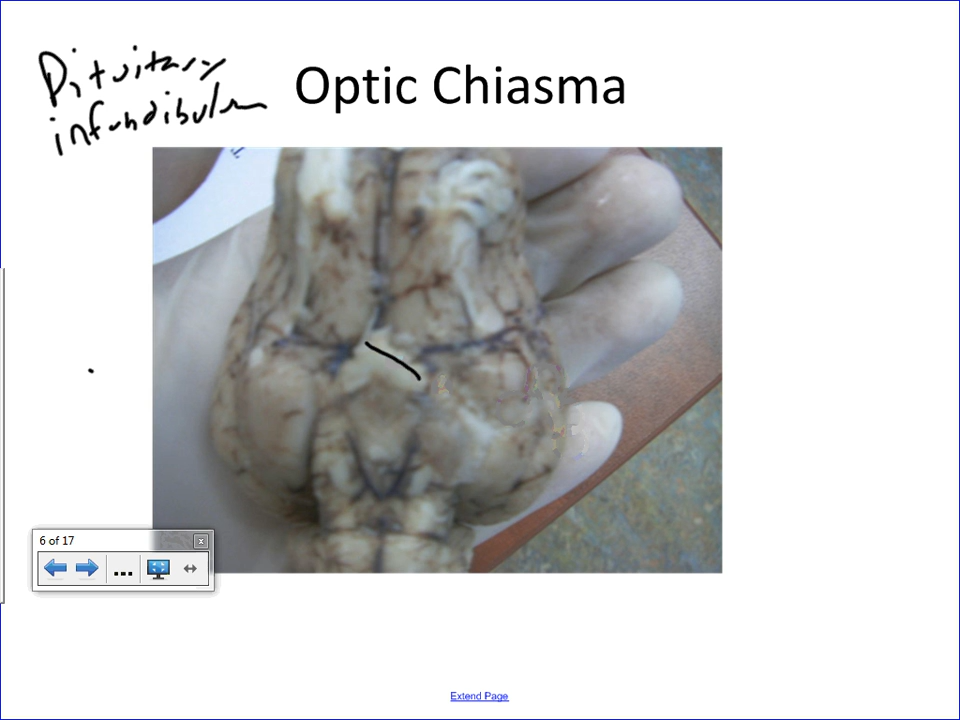 Optic Chiasma
Pituitary
infundibulum
6 of 17
x
...
Extend Page